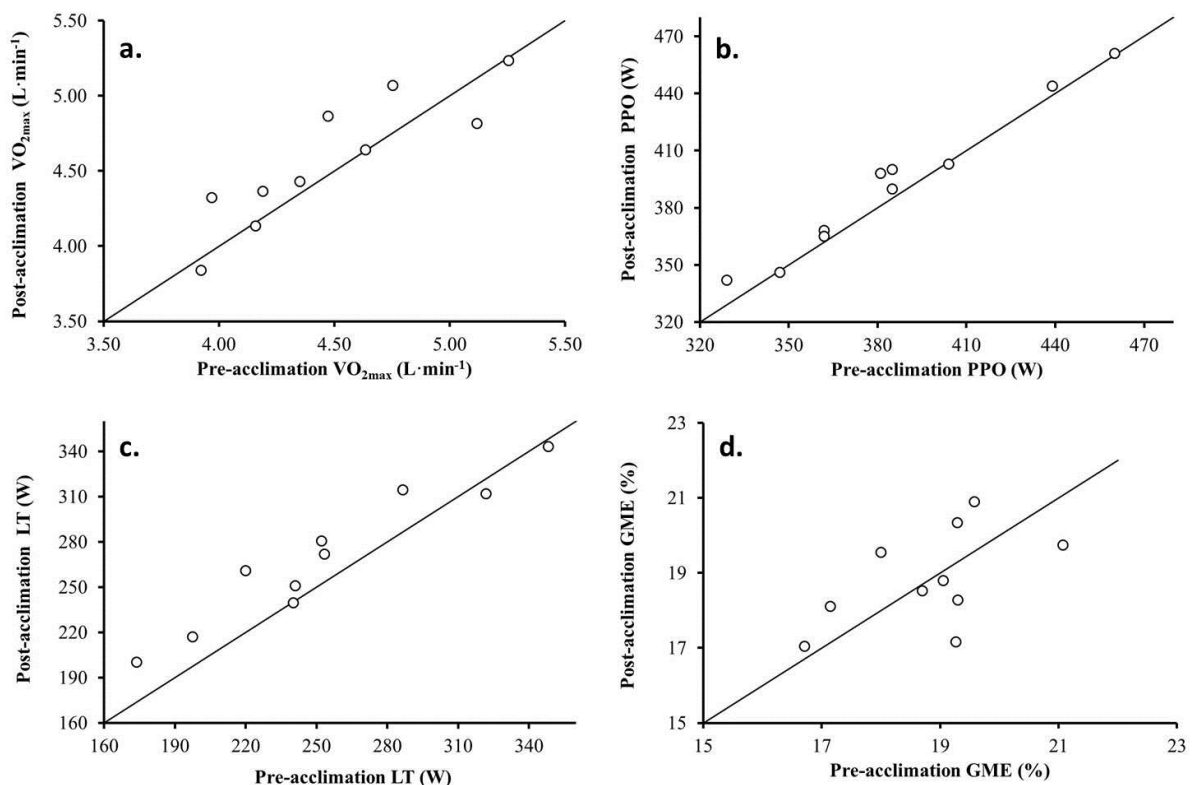 a.
Post-acclimation VO2max (L·min-1)
5.50
5.00
4.50
4.00
3.50
3.50 4.00 4.50 5.00 5.50
Pre-acclimation VO2max (L·min-1)
b.
Post-acclimation PPO (W)
470
440
410
380
350
320
320 350 380 410 440 470
Pre-acclimation PPO (W)
c.
Post-acclimation LT (W)
340
310
280
250
220
190
160
160 190 220 250 280 310 340
Pre-acclimation LT (W)
d.
Post-acclimation GME (%)
23
21
19
17
15
15 17 19 21 23
Pre-acclimation GME (%)